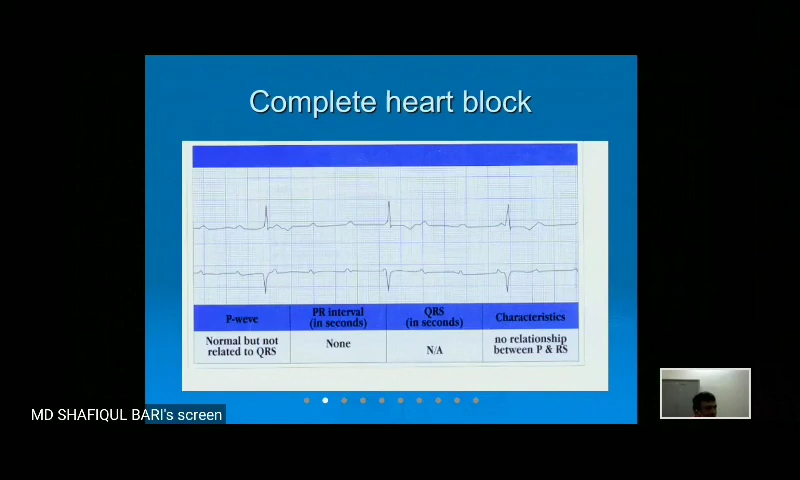 Complete heart block
P-weve
PR interval
(in seconds)
QRS
(in seconds)
Characteristics
Normal but not
related to QRS
None
N/A
no relationship
between P & RS
MD SHAFIQUL BARI's screen